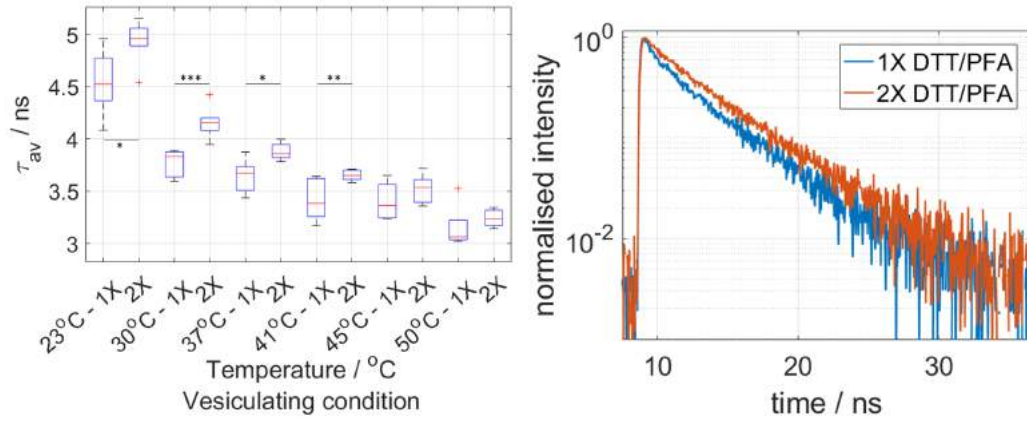 τav / ns
5
4.5
4
3.5
3
*
***
*
**
23°C - 1X
2X
30°C - 1X
2X
37°C - 1X
2X
41°C - 1X
2X
45°C - 1X
2X
50°C - 1X
2X
Temperature / °C
Vesiculating condition
normalised intensity
10⁰
10⁻²
1X DTT/PFA
2X DTT/PFA
10
20
30
time / ns